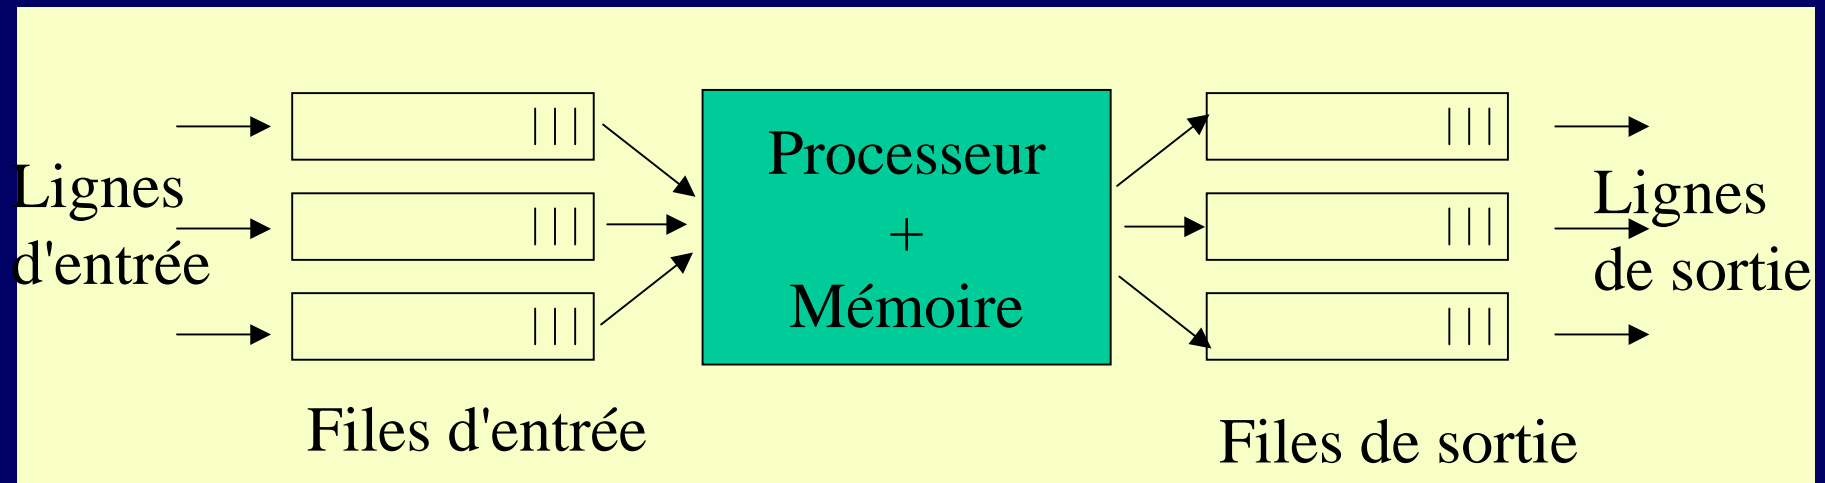 Lignes
d'entrée
Files d'entrée
Processeur
+
Mémoire
Lignes
de sortie
Files de sortie